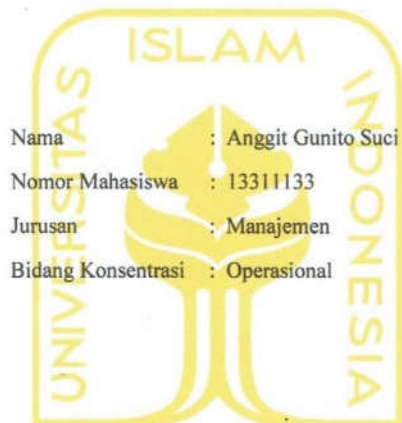 ISLAM
UNIVERSITAS
INDONESIA
Nama : Anggit Gunito Suci
Nomor Mahasiswa : 13311133
Jurusan : Manajemen
Bidang Konsentrasi : Operasional